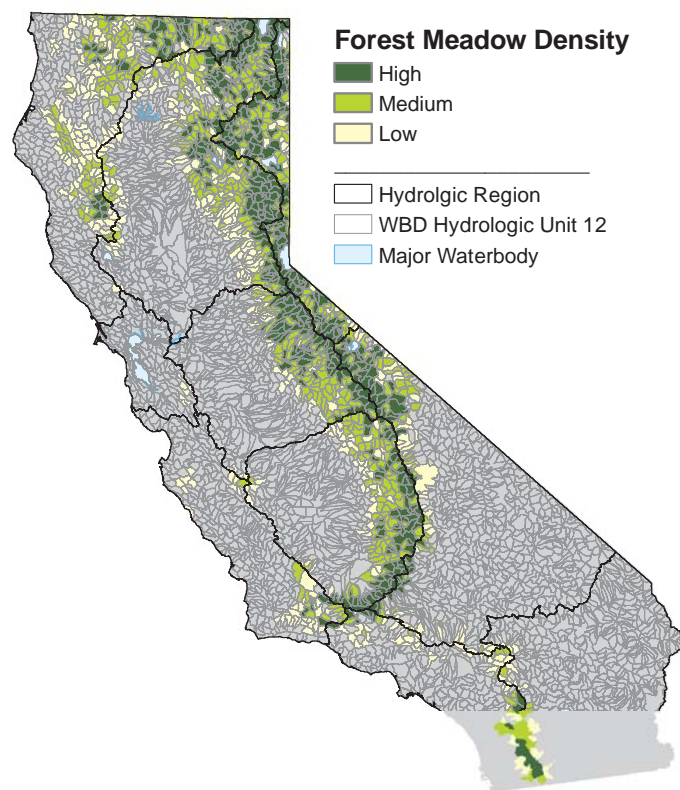 Forest Meadow Density
High
Medium
Low
Hydrolgic Region
WBD Hydrologic Unit 12
Major Waterbody